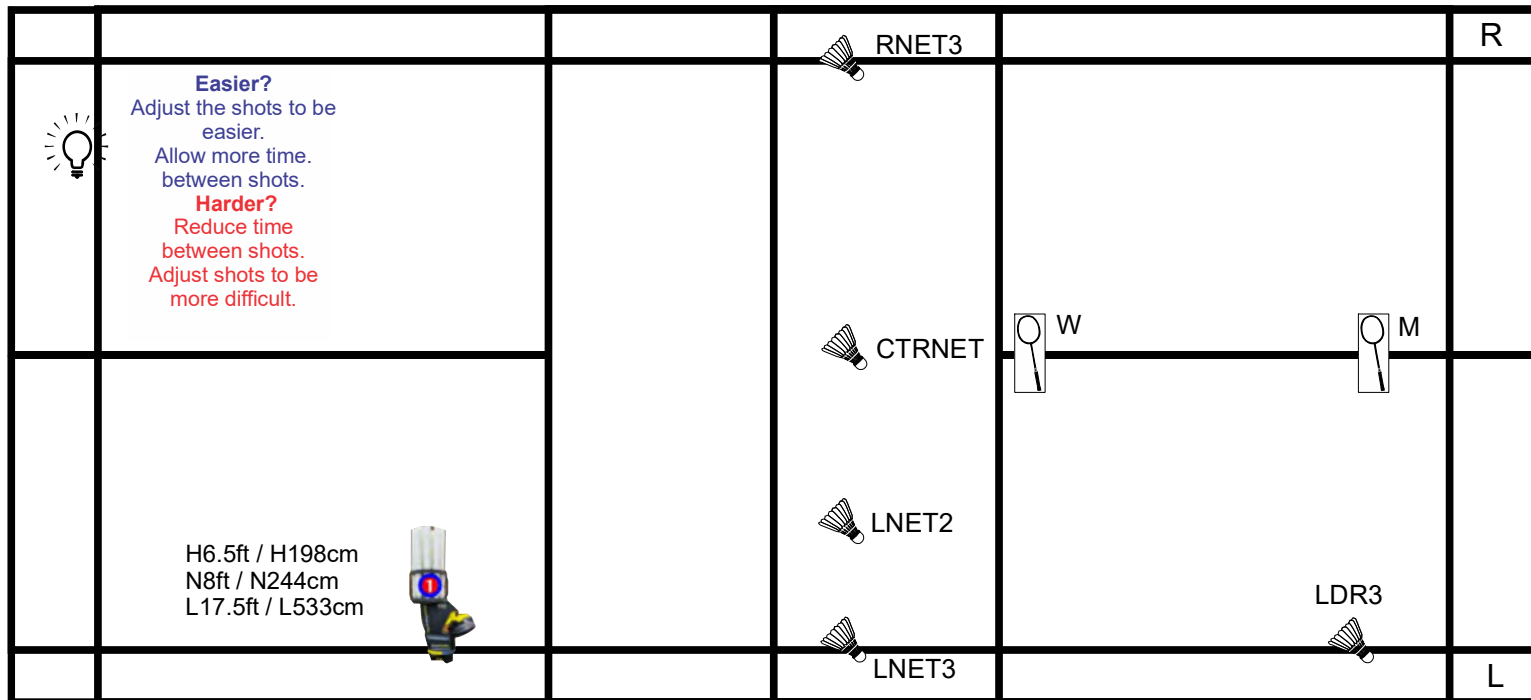 RNET3
R
Easier?
Adjust the shots to be
easier.
Allow more time.
between shots.
Harder?
Reduce time
between shots.
Adjust shots to be
more difficult.
W
M
CTRNET
LNET2
H6.5ft / H198cm
N8ft / N244cm
L17.5ft / L533cm
1
LDR3
LNET3
L